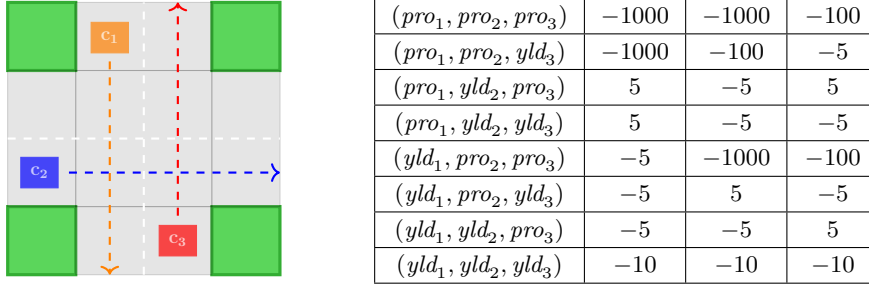 c₁
c₂
c₃
(pro₁, pro₂, pro₃) −1000 −1000 −100
(pro₁, pro₂, yld₃) −1000 −100 −5
(pro₁, yld₂, pro₃) 5 −5 5
(pro₁, yld₂, yld₃) 5 −5 −5
(yld₁, pro₂, pro₃) −5 −1000 −100
(yld₁, pro₂, yld₃) −5 5 −5
(yld₁, yld₂, pro₃) −5 −5 5
(yld₁, yld₂, yld₃) −10 −10 −10